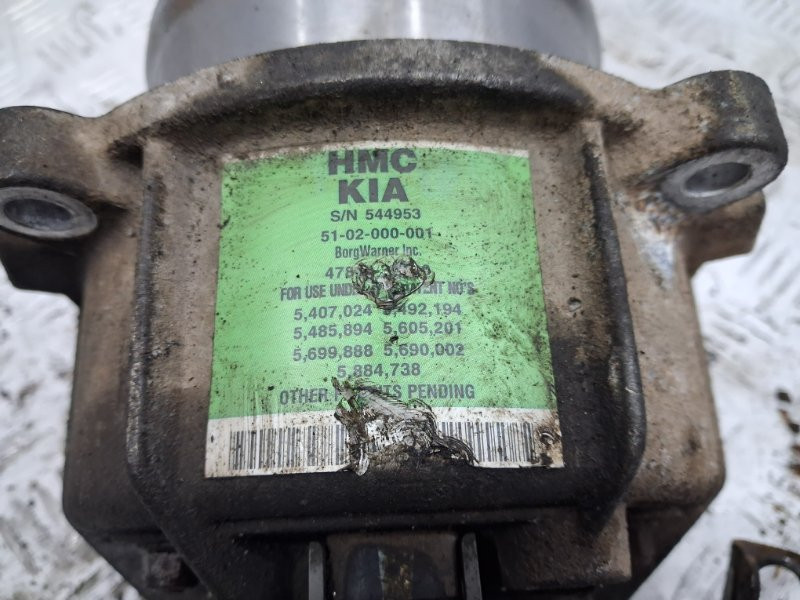 HMC
KIA
S/N 544953
51-02-000-001
BorgWarner Inc.
FOR USE NO'S
5,407,024
5,485,894 5,605,201
5,699,888 5,690,002
5,884,738
OTHER PENDING